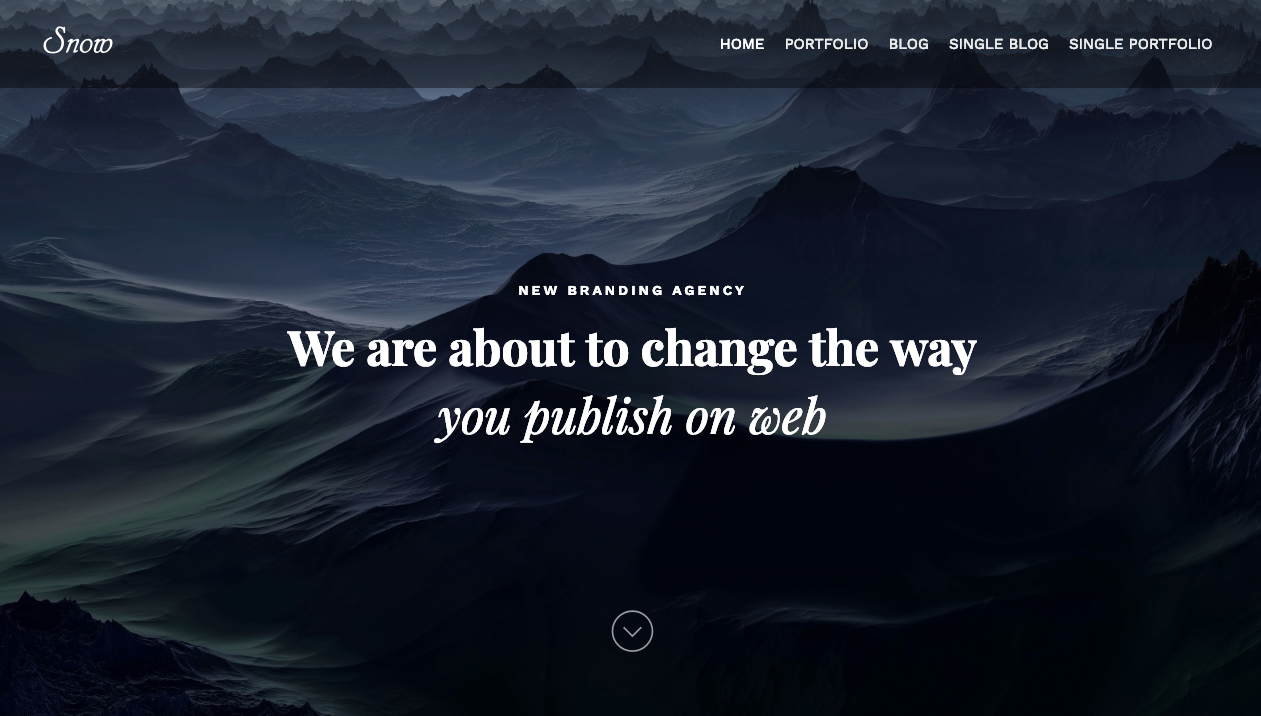 Snow
HOME PORTFOLIO BLOG SINGLE BLOG SINGLE PORTFOLIO
NEW BRANDING AGENCY
We are about to change the way
you publish on web